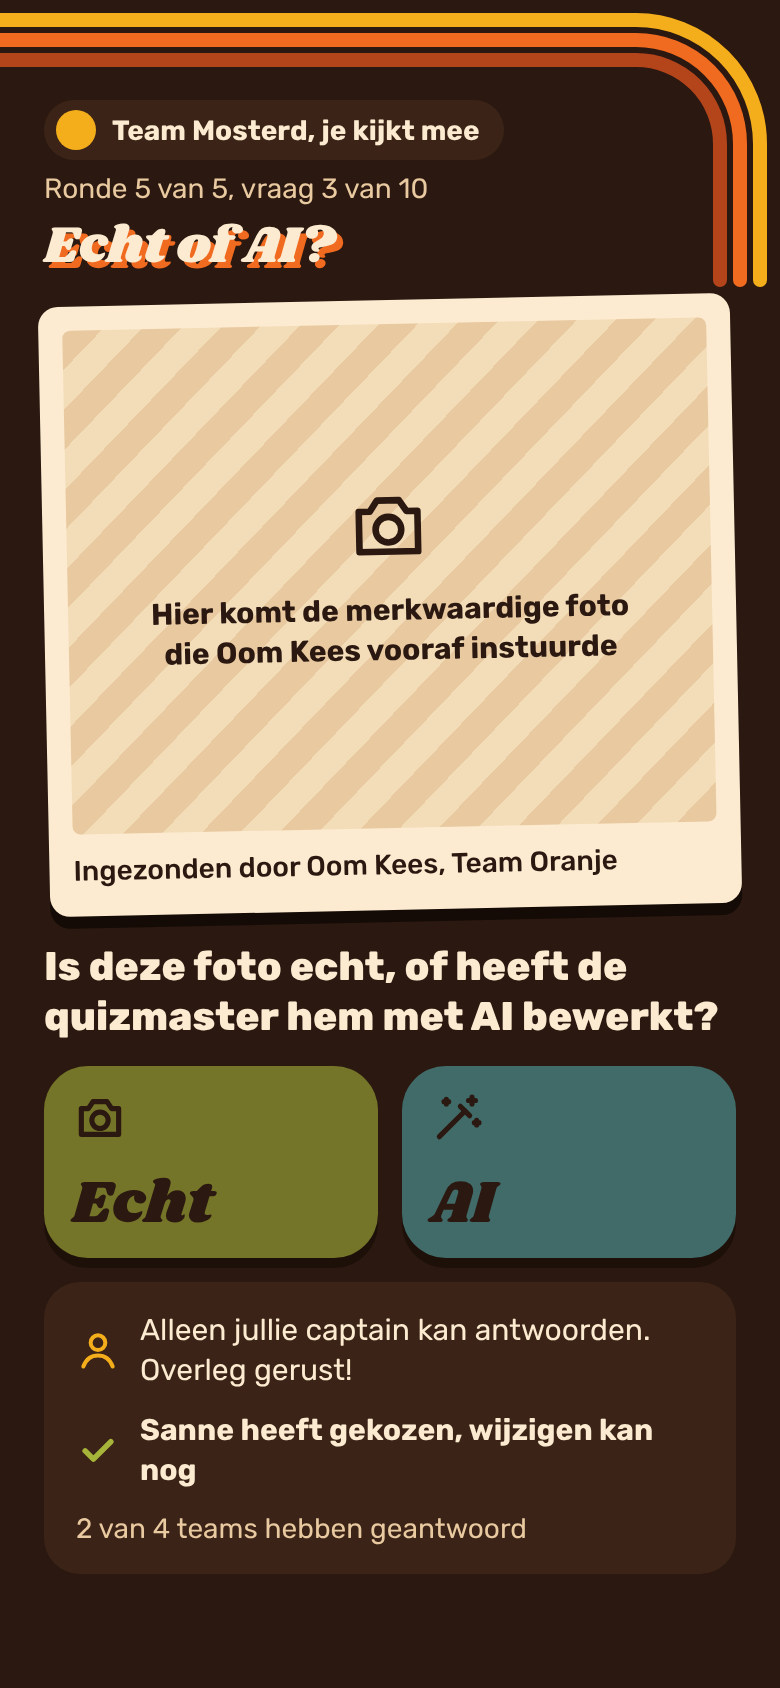 Team Mosterd, je kijkt mee
Ronde 5 van 5, vraag 3 van 10
Echt of AI?
Hier komt de merkwaardige foto
die Oom Kees vooraf instuurde
Ingezonden door Oom Kees, Team Oranje
Is deze foto echt, of heeft de
quizmaster hem met AI bewerkt?
Echt
AI
Alleen jullie captain kan antwoorden.
Overleg gerust!
Sanne heeft gekozen, wijzigen kan
nog
2 van 4 teams hebben geantwoord